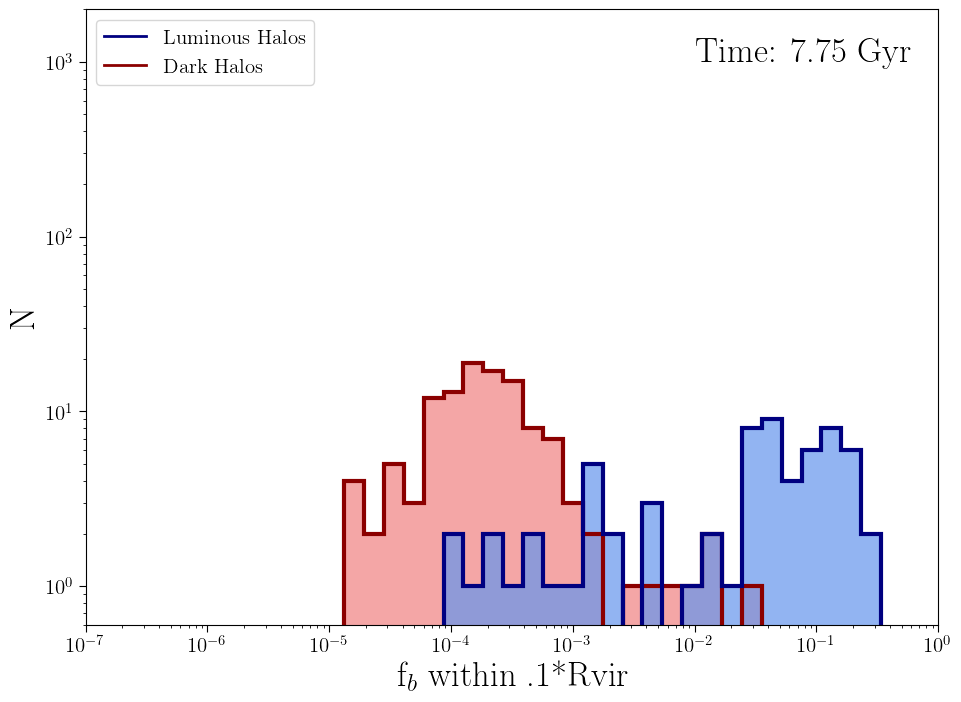 Luminous Halos
Dark Halos
Time: 7.75 Gyr
10³
10²
10¹
10⁰
N
10⁻⁷ 10⁻⁶ 10⁻⁵ 10⁻⁴ 10⁻³ 10⁻² 10⁻¹ 10⁰
f_b within .1*Rvir